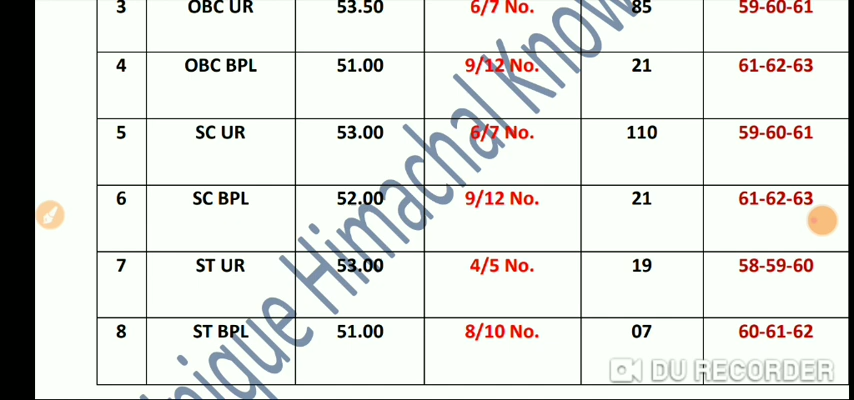 3 OBC UR 53.50 6/7 No. 85 59-60-61
4 OBC BPL 51.00 9/12 No. 21 61-62-63
5 SC UR 53.00 6/7 No. 110 59-60-61
6 SC BPL 52.00 9/12 No. 21 61-62-63
7 ST UR 53.00 4/5 No. 19 58-59-60
8 ST BPL 51.00 8/10 No. 07 60-61-62
Himachal
DU RECORDER